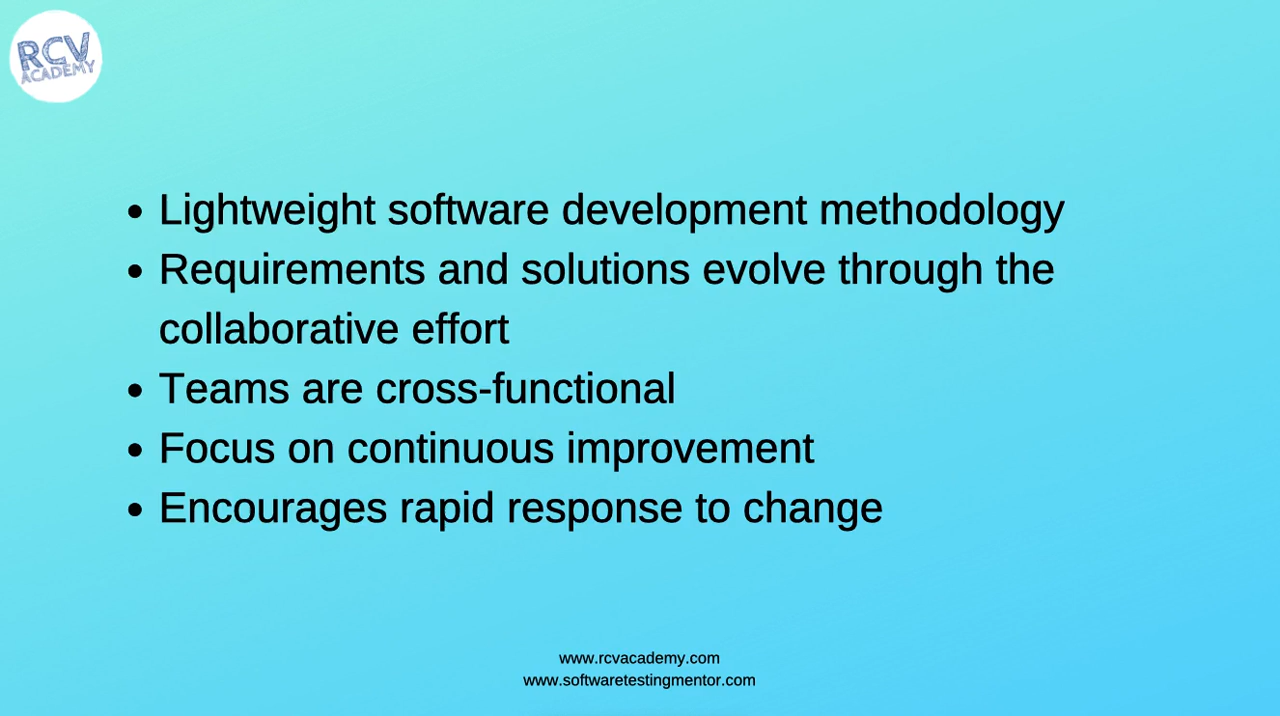 RCV
ACADEMY
• Lightweight software development methodology
• Requirements and solutions evolve through the
collaborative effort
• Teams are cross-functional
• Focus on continuous improvement
• Encourages rapid response to change
www.rcvacademy.com
www.softwaretestingmentor.com